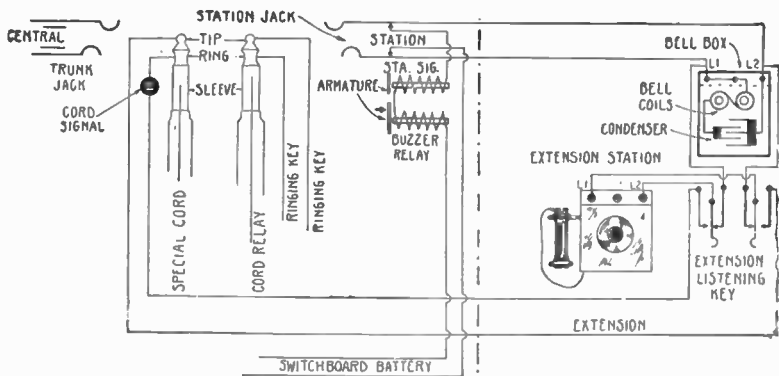 STATION JACK
CENTRAL
TIP
RING
STATION
BELL BOX
L1 L2
TRUNK
JACK
STA. SIG.
SLEEVE
ARMATURE
BELL
COILS
CORD
SIGNAL
CONDENSER
BUZZER
RELAY
EXTENSION STATION
L1 L2
SPECIAL CORD
CORD RELAY
RINGING KEY
RINGING KEY
EXTENSION
LISTENING
KEY
EXTENSION
SWITCHBOARD BATTERY